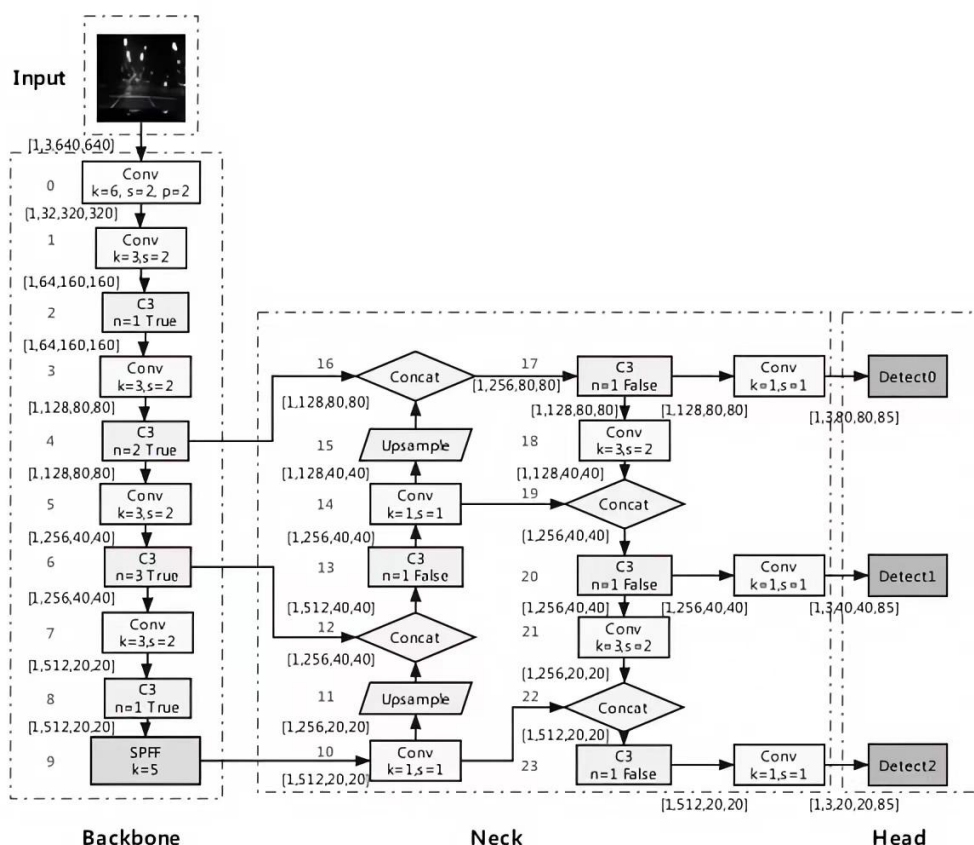 Input
[1,3,640,640]
0
Conv
k=6, s=2, p=2
[1,32,320,320]
1
Conv
k=3,s=2
[1,64,160,160]
2
C3
n=1 True
[1,64,160,160]
3
Conv
k=3,s=2
[1,128,80,80]
4
C3
n=2 True
[1,128,80,80]
5
Conv
k=3,s=2
[1,256,40,40]
6
C3
n=3 True
[1,256,40,40]
7
Conv
k=3,s=2
[1,512,20,20]
8
C3
n=1 True
[1,512,20,20]
9
SPFF
k=5
Backbone
16
Concat
[1,128,80,80]
15
Upsample
[1,128,40,40]
14
Conv
k=1,s=1
[1,256,40,40]
13
C3
n=1 False
[1,512,40,40]
12
Concat
[1,256,40,40]
11
Upsample
[1,256,20,20]
10
Conv
k=1,s=1
[1,512,20,20]
17
[1,256,80,80]
C3
n=1 False
[1,128,80,80]
[1,128,80,80]
Conv
k=1,s=1
18
Conv
k=3,s=2
[1,128,40,40]
19
Concat
[1,256,40,40]
20
C3
n=1 False
[1,256,40,40]
[1,256,40,40]
Conv
k=1,s=1
21
Conv
k=3,s=2
[1,256,20,20]
22
Concat
[1,512,20,20]
23
C3
n=1 False
[1,512,20,20]
Conv
k=1,s=1
Neck
Detect0
[1,3,80,80,85]
Detect1
[1,3,40,40,85]
Detect2
[1,3,20,20,85]
Head